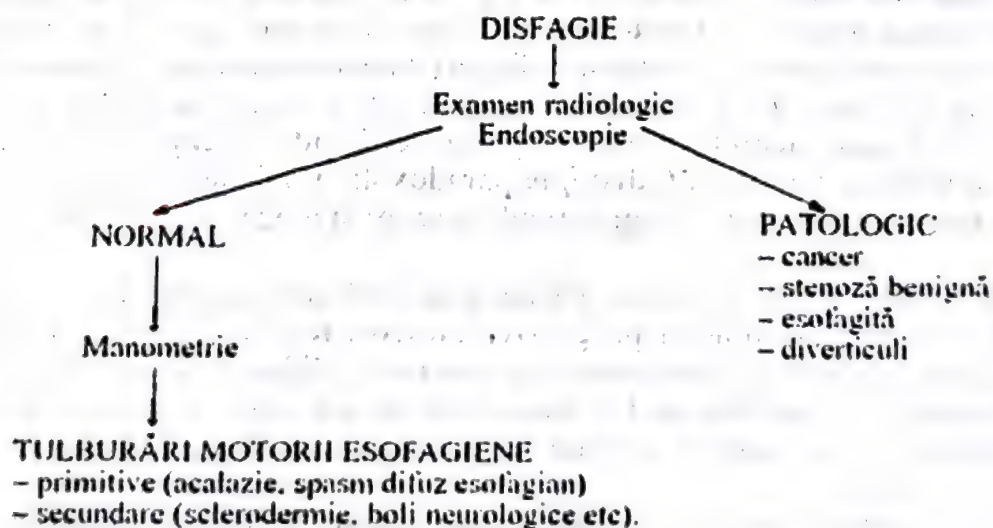 DISFAGIE
Examen radiologic
Endoscopie
NORMAL
PATOLOGIC
– cancer
– stenoză benignă
– esofagită
– diverticuli
Manometrie
TULBURĂRI MOTORII ESOFAGIENE
– primitive (acalazie, spasm difuz esofagian)
– secundare (sclerodermie, boli neurologice etc).